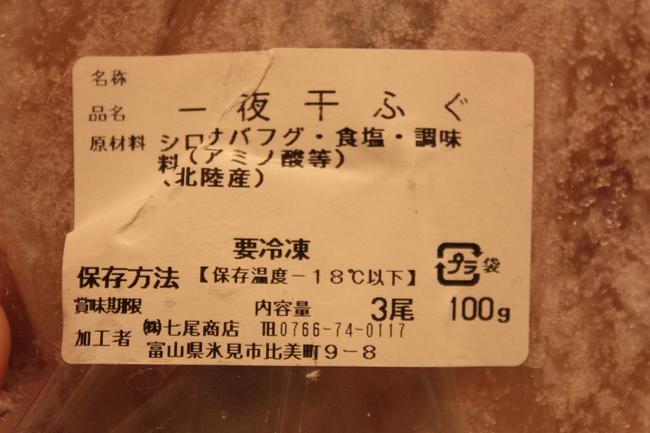 名称
品名 一夜干ふぐ
原材料 シロサバフグ・食塩・調味
料(アミノ酸等)
(北陸産)
要冷凍
保存方法 【保存温度-18℃以下】
プラ 袋
賞味期限 内容量 3尾 100g
加工者 ㈱七尾商店 TEL0766-74-0117
富山県氷見市比美町9-8